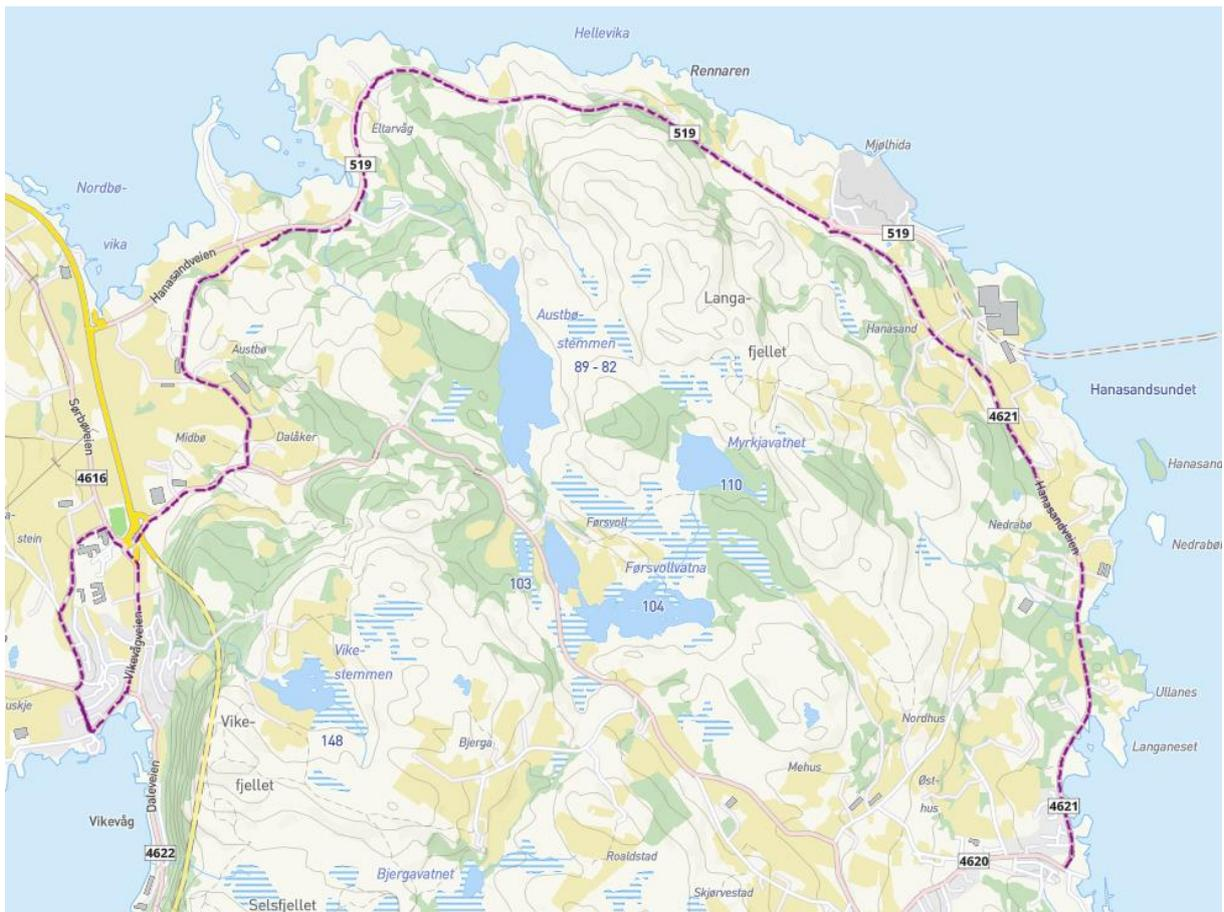 Hellevika
Rennaren
Eltarvåg
519
Mjølhida
519
Nordbø-
vika
519
Hanasandveien
Langa-
fjellet
Hanasand
Austbø-
stemmen
89 - 82
Austbø
Hanasandsundet
Sørbøveien
4621
Midbø
Dalåker
Myrkjavatnet
110
Hanasand
4616
Hanasandveien
Førsvoll
Nedrabø
stein
Førsvollvatna
103
104
Vikevågveien
Vike-
stemmen
148
Ullanes
uskje
Vike-
fjellet
Bjerga
Nordhus
Langaneset
Mehus
Øst-
hus
Daleveien
Vikevåg
4621
4622
Roaldstad
4620
Bjergavatnet
Skjørvestad
Selsfjellet